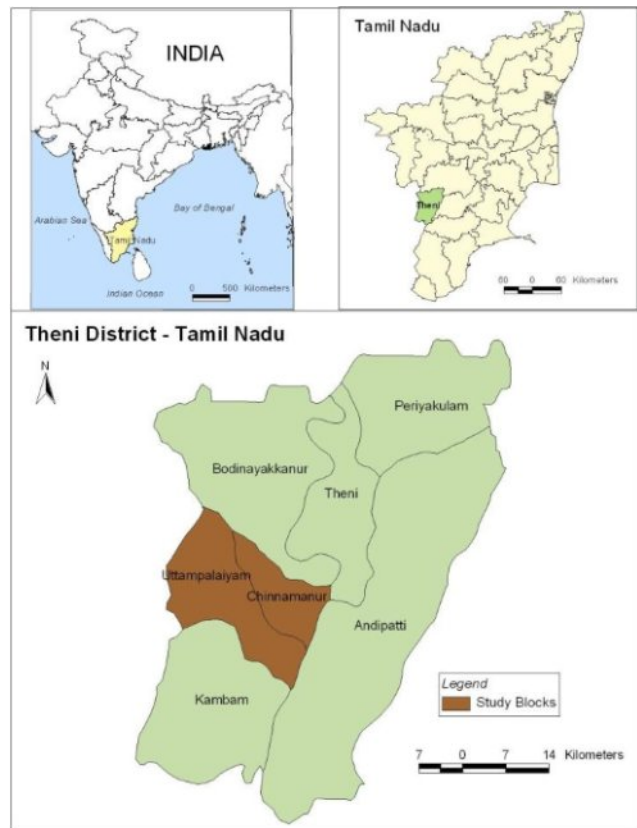 INDIA
Arabian Sea
Bay of Bengal
Tamil Nadu
Indian Ocean
0 500 Kilometers
Tamil Nadu
Theni
60 0 60
Kilometers
Theni District - Tamil Nadu
N
Periyakulam
Bodinayakkanur
Theni
Uttampalaiyam
Chinnamanur
Andipatti
Kambam
Legend
Study Blocks
7 0 7 14 Kilometers